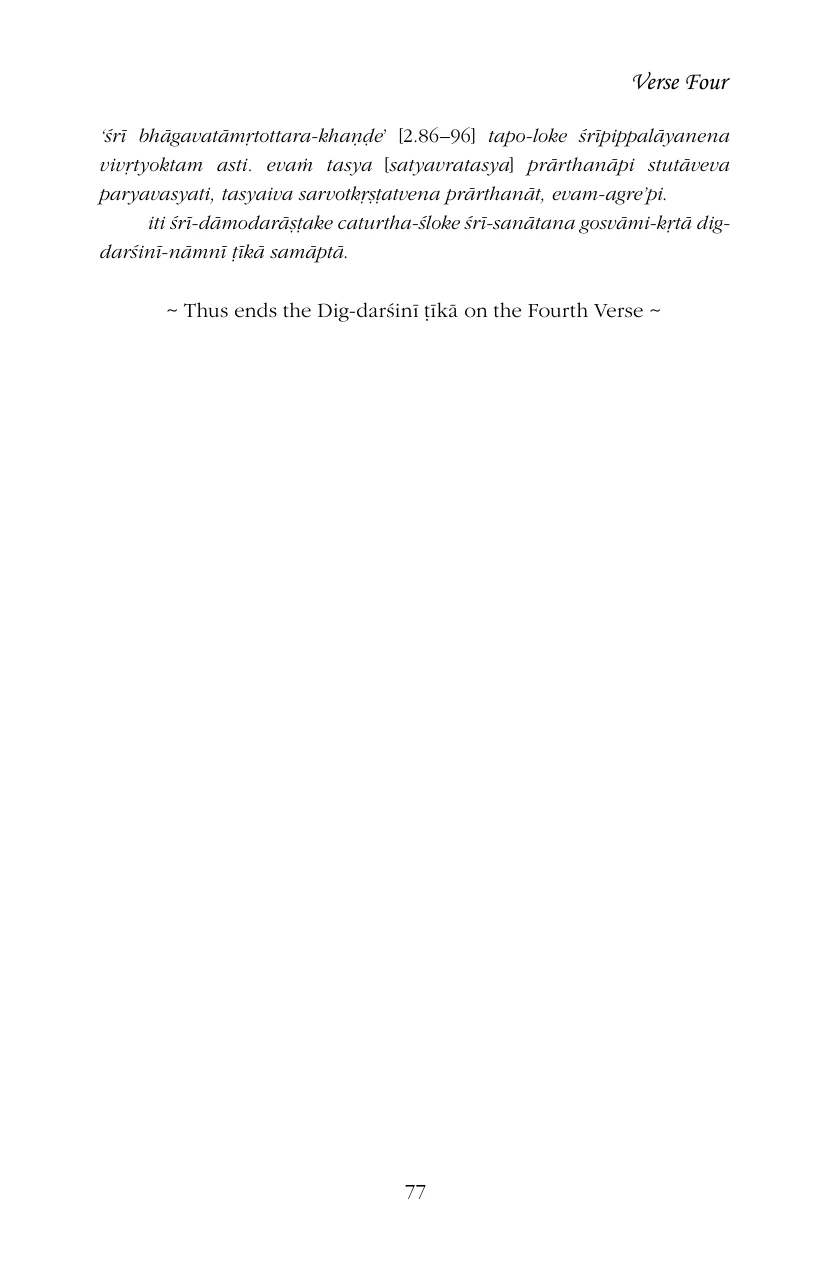 Verse Four
‘śrī bhāgavatāmṛtottara-khaṇḍe’ [2.86–96] tapo-loke śrīpippalāyanena
vivṛtyoktam asti. evaṁ tasya [satyavratasya] prārthanāpi stutāveva
paryavasyati, tasyaiva sarvotkṛṣṭatvena prārthanāt, evam-agre’pi.
iti śrī-dāmodarāṣṭake caturtha-śloke śrī-sanātana gosvāmi-kṛtā dig-
darśinī-nāmnī ṭīkā samāptā.
~ Thus ends the Dig-darśinī ṭīkā on the Fourth Verse ~
77